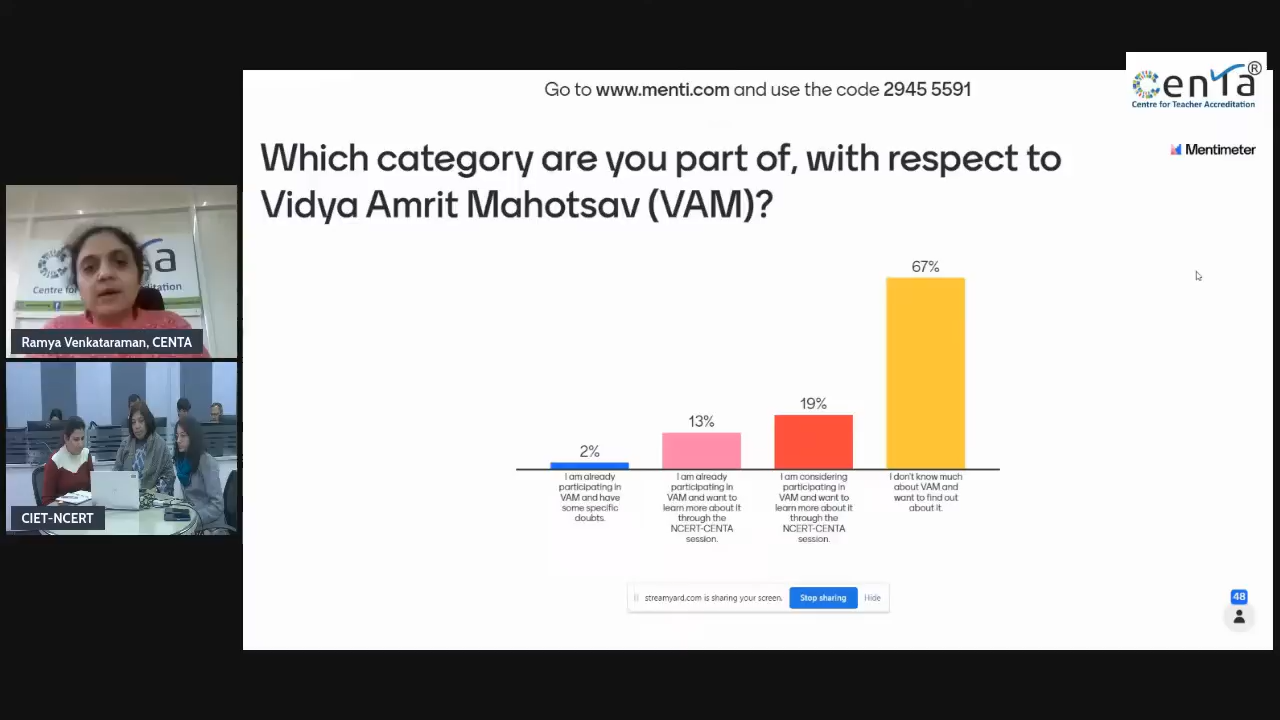 Go to www.menti.com and use the code 2945 5591
CenTa®
Centre for Teacher Accreditation
Mentimeter
Which category are you part of, with respect to
Vidya Amrit Mahotsav (VAM)?
67%
19%
13%
2%
I am already
participating in
VAM and have
some specific
doubts.
I am already
participating in
VAM and want to
learn more about it
through the
NCERT-CENTA
session.
I am considering
participating in
VAM and want to
learn more about it
through the
NCERT-CENTA
session.
I don't know much
about VAM and
want to find out
about it.
a
Centre fo
ditation
Ramya Venkataraman, CENTA
CIET-NCERT
streamyard.com is sharing your screen.
Stop sharing
Hide
48